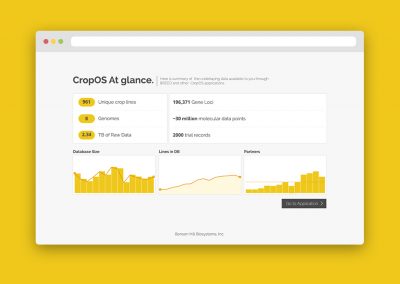 CropOS At glance.
Here is summary of the cropOS data available to you through
BREED and other CropOS applications.
961 Unique crop lines
196,371 Gene Loci
8 Genomes
~30 million molecular data points
2.34 TB of Raw Data
2000 trial records
Database Size
Lines in DB
Partners
Go to Application >
Benson Hill Biosystems, Inc